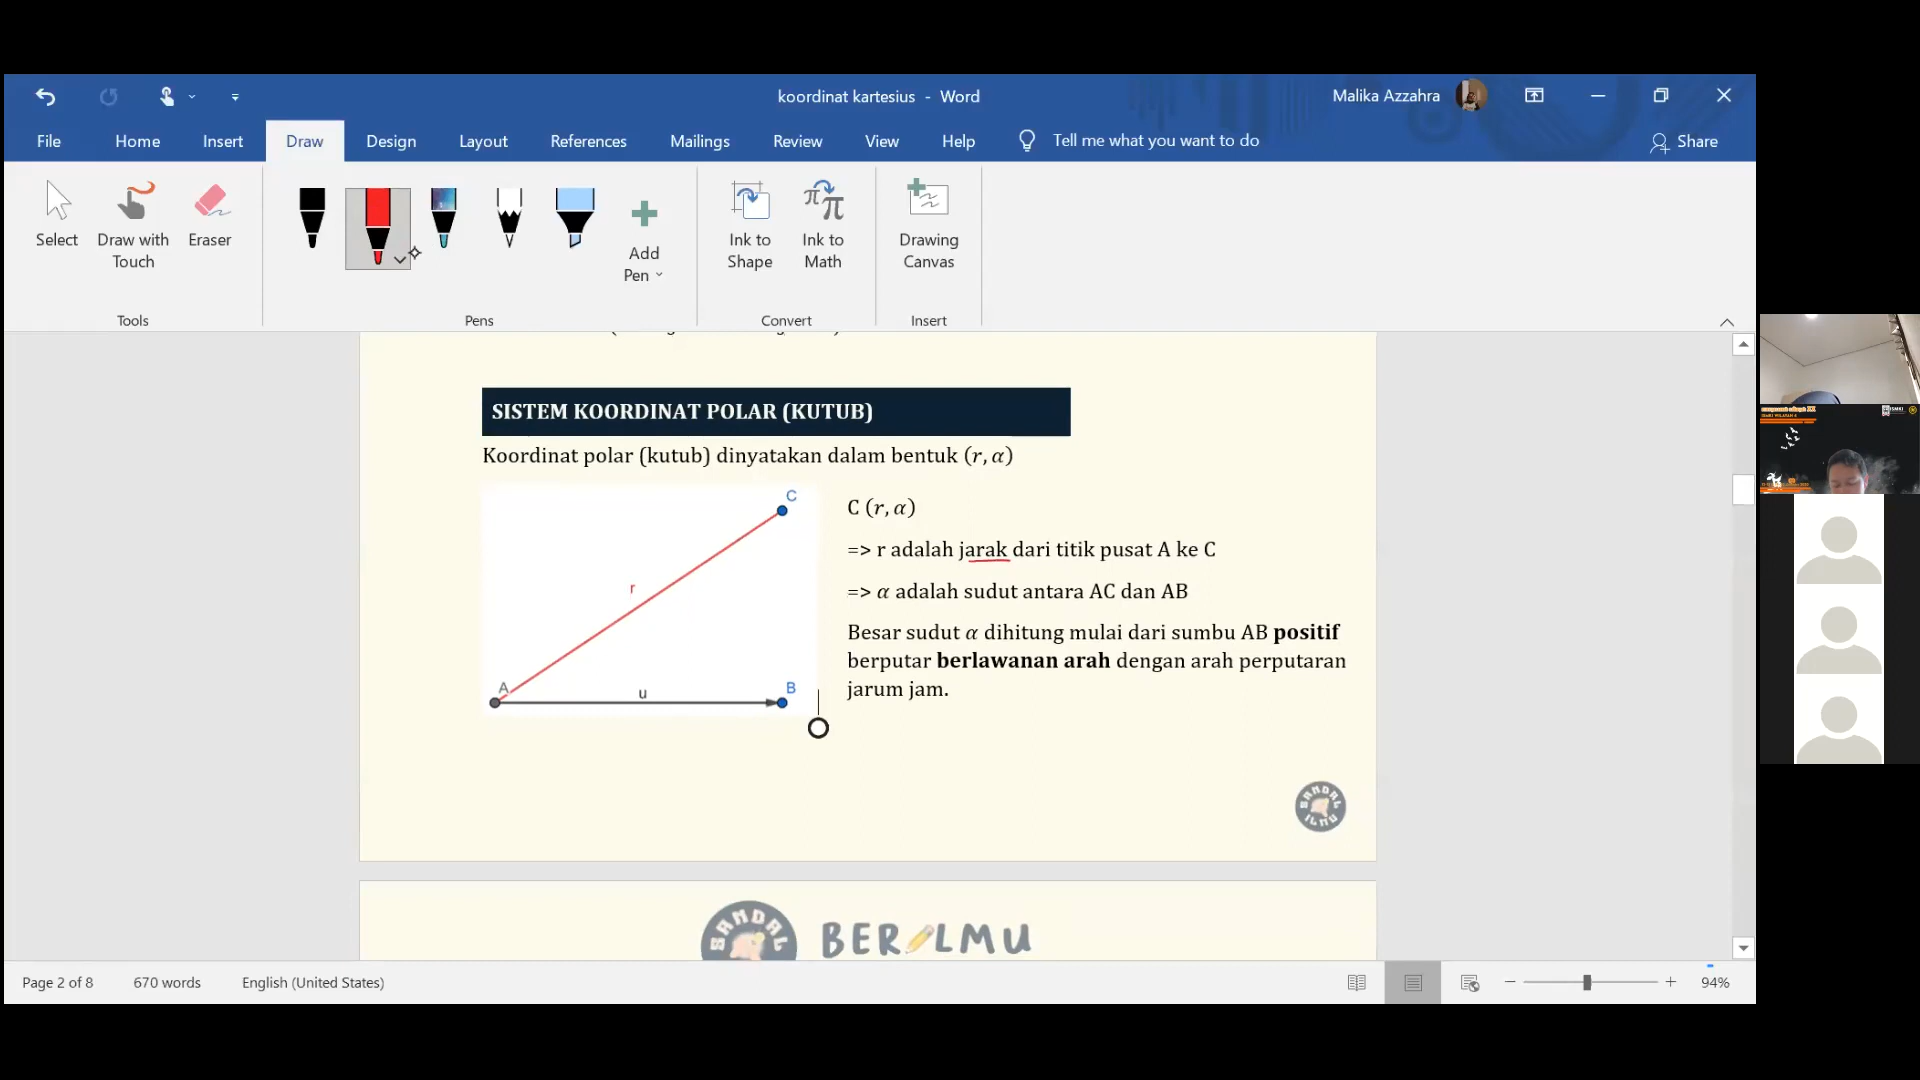 koordinat kartesius - Word
Malika Azzahra
File Home Insert Draw Design Layout References Mailings Review View Help Tell me what you want to do Share
Select Draw with Touch Eraser
Add Pen
Ink to Shape Ink to Math
Drawing Canvas
Tools Pens Convert Insert
SISTEM KOORDINAT POLAR (KUTUB)
Koordinat polar (kutub) dinyatakan dalam bentuk (r, α)
C
r
A
u
B
C (r, α)
=> r adalah jarak dari titik pusat A ke C
=> α adalah sudut antara AC dan AB
Besar sudut α dihitung mulai dari sumbu AB positif
berputar berlawanan arah dengan arah perputaran
jarum jam.
SANDAL ILMU
SANDAL
BER LMU
Page 2 of 8 670 words English (United States) 94%